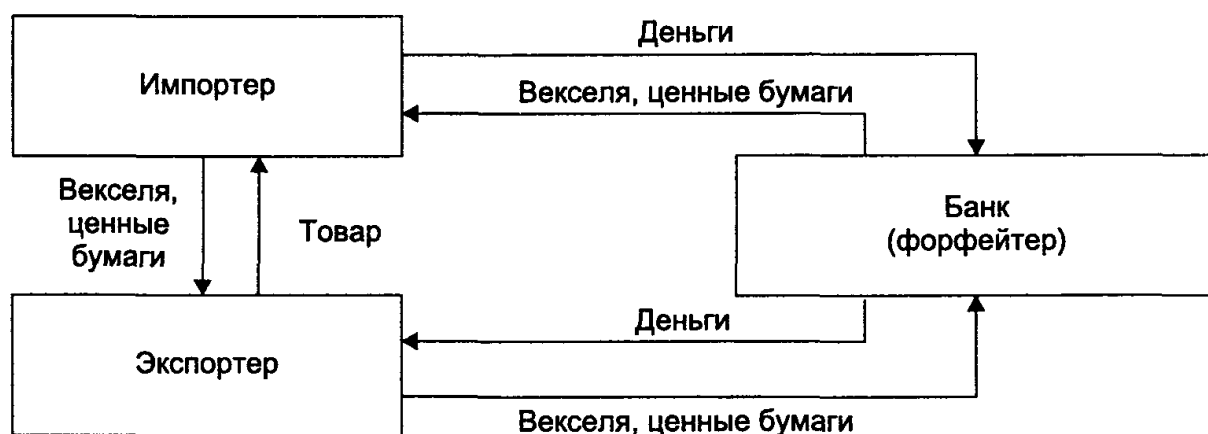 Деньги
Импортер
Векселя, ценные бумаги
Векселя,
ценные
бумаги
Товар
Банк
(форфейтер)
Деньги
Экспортер
Векселя, ценные бумаги